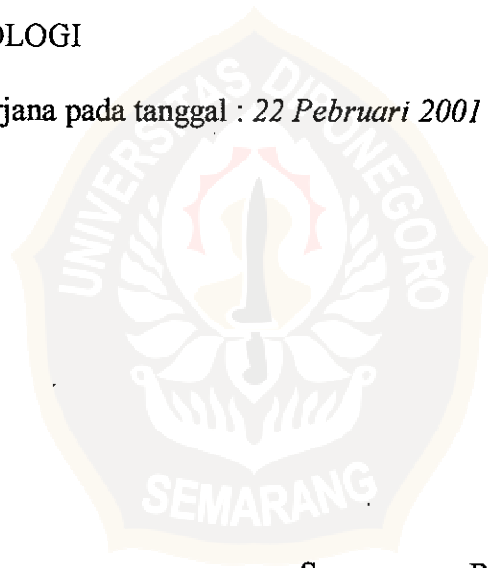 OLOGI
rjana pada tanggal : 22 Pebruari 2001
UNIVERSITAS DIPONEGORO
SEMARANG